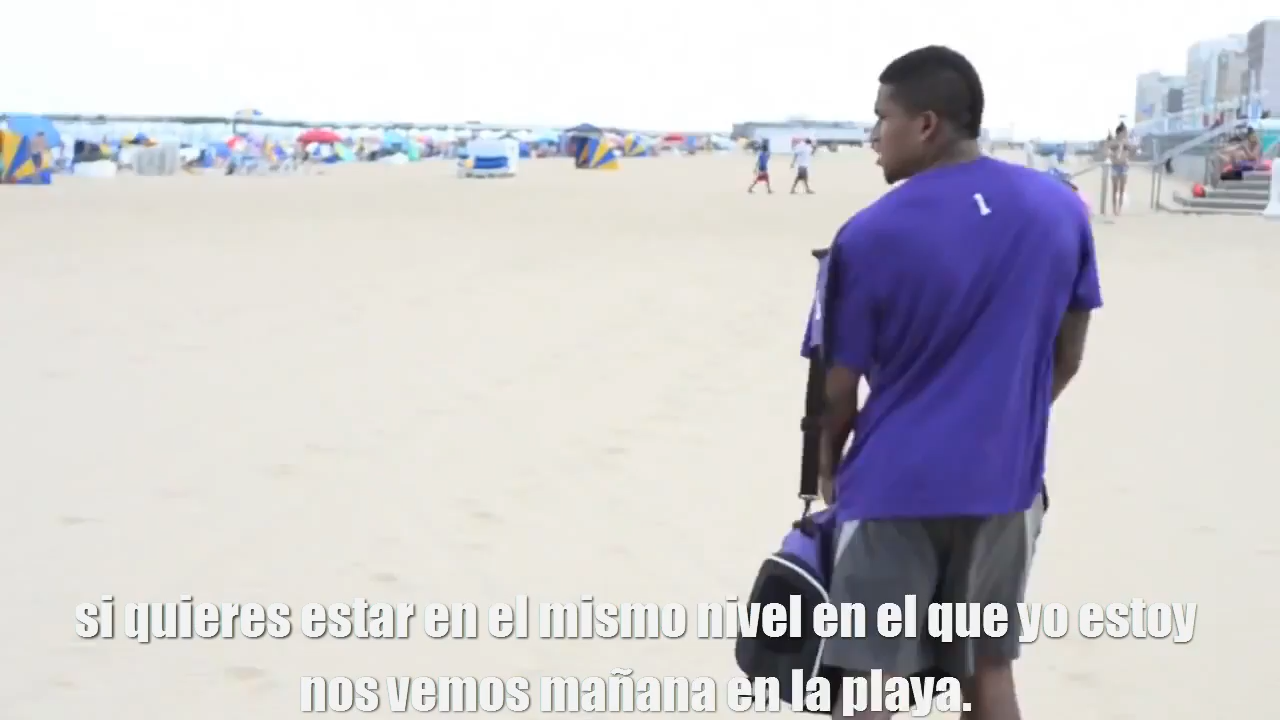 si quieres estar en el mismo nivel en el que yo estoy
nos vemos mañana en la playa.